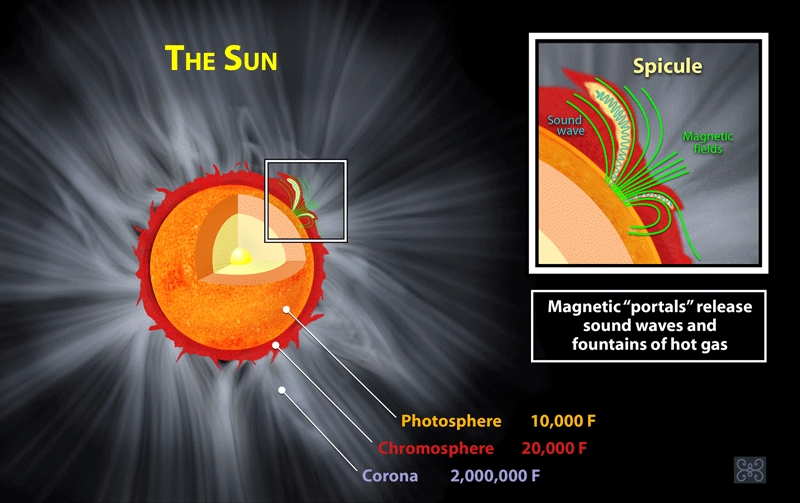 The Sun
Spicule
Sound
wave
Magnetic
fields
Magnetic “portals” release
sound waves and
fountains of hot gas
Photosphere 10,000 F
Chromosphere 20,000 F
Corona 2,000,000 F